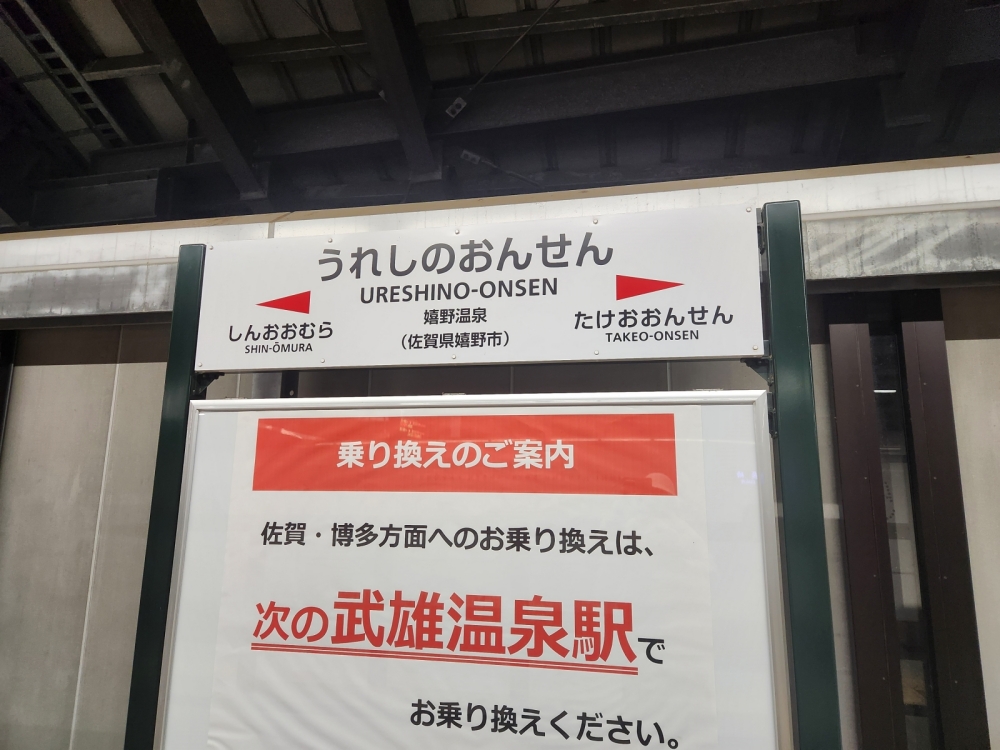 うれしのおんせん
URESHINO-ONSEN
嬉野温泉
（佐賀県嬉野市）
しんおおむら
SHIN-ŌMURA
たけおおんせん
TAKEO-ONSEN
乗り換えのご案内
佐賀・博多方面へのお乗り換えは、
次の武雄温泉駅で
お乗り換えください。